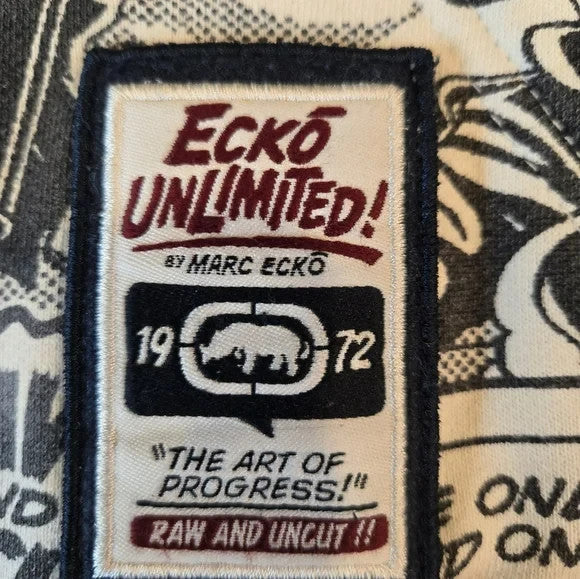 ECKŌ
UNLIMITED!
BY MARC ECKŌ
19 72
"THE ART OF
PROGRESS!"
RAW AND UNCUT!!